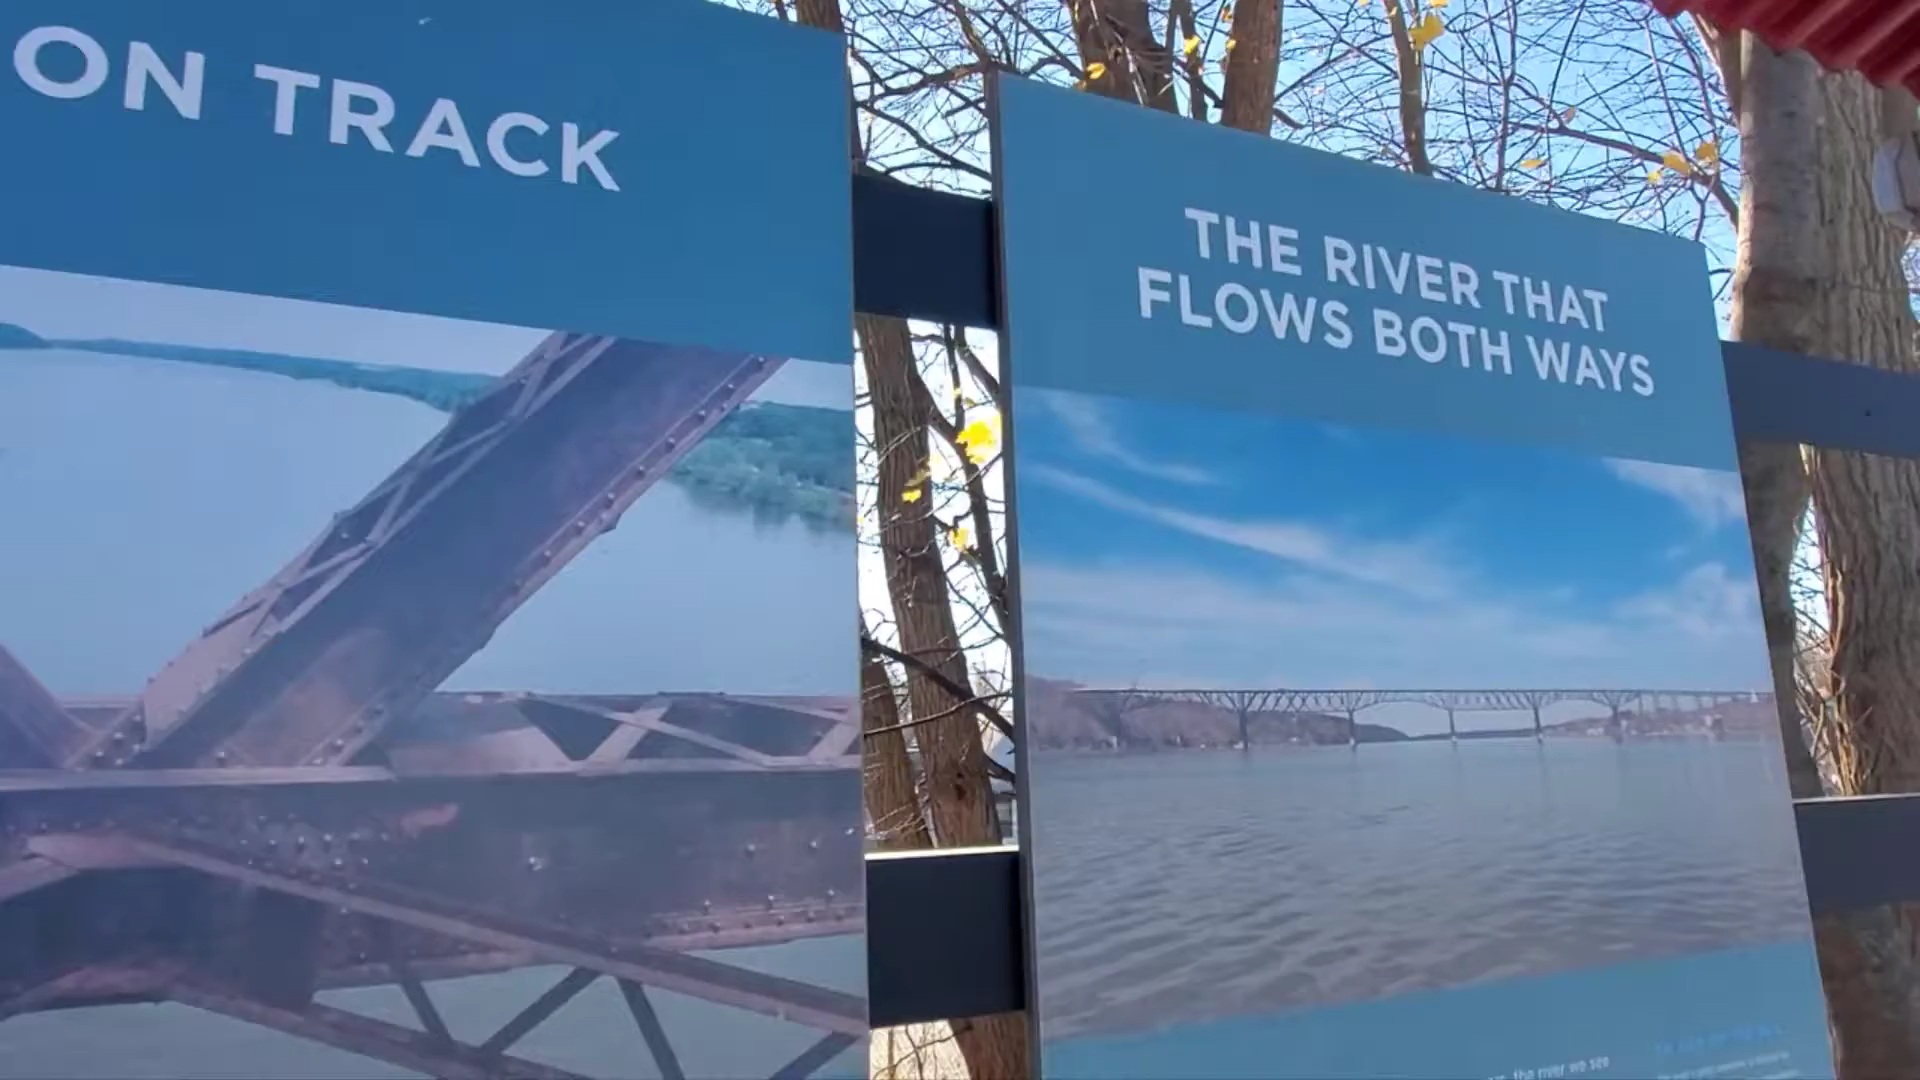 ON TRACK
THE RIVER THAT
FLOWS BOTH WAYS
the river we see